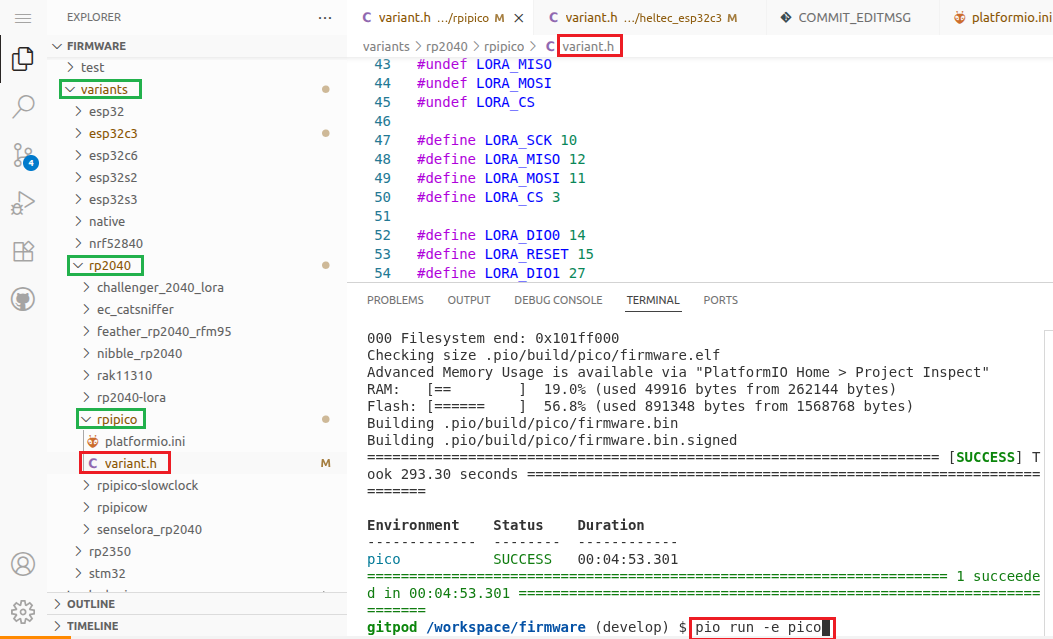 EXPLORER
FIRMWARE
test
variants
esp32
esp32c3
esp32c6
esp32s2
esp32s3
native
nrf52840
rp2040
challenger_2040_lora
ec_catsniffer
feather_rp2040_rfm95
nibble_rp2040
rak11310
rp2040-lora
rpipico
platformio.ini
C variant.h M
rpipico-slowclock
rpipicow
senselora_rp2040
rp2350
stm32
OUTLINE
TIMELINE
4
C variant.h .../rpipico M
C variant.h .../heltec_esp32c3 M
COMMIT_EDITMSG
platformio.ini
variants > rp2040 > rpipico > C variant.h
43 #undef LORA_MISO
44 #undef LORA_MOSI
45 #undef LORA_CS
46
47 #define LORA_SCK 10
48 #define LORA_MISO 12
49 #define LORA_MOSI 11
50 #define LORA_CS 3
51
52 #define LORA_DIO0 14
53 #define LORA_RESET 15
54 #define LORA_DIO1 27
PROBLEMS OUTPUT DEBUG CONSOLE TERMINAL PORTS
000 Filesystem end: 0x101ff000
Checking size .pio/build/pico/firmware.elf
Advanced Memory Usage is available via "PlatformIO Home > Project Inspect"
RAM:   [==        ]  19.0% (used 49916 bytes from 262144 bytes)
Flash: [======    ]  56.8% (used 891348 bytes from 1568768 bytes)
Building .pio/build/pico/firmware.bin
Building .pio/build/pico/firmware.bin.signed
==================================================================== [SUCCESS] T
ook 293.30 seconds =============================================================
=======
Environment    Status    Duration
-------------  --------  ------------
pico           SUCCESS   00:04:53.301
===================================================================== 1 succeede
d in 00:04:53.301 ==============================================================
=======
gitpod /workspace/firmware (develop) $ pio run -e pico